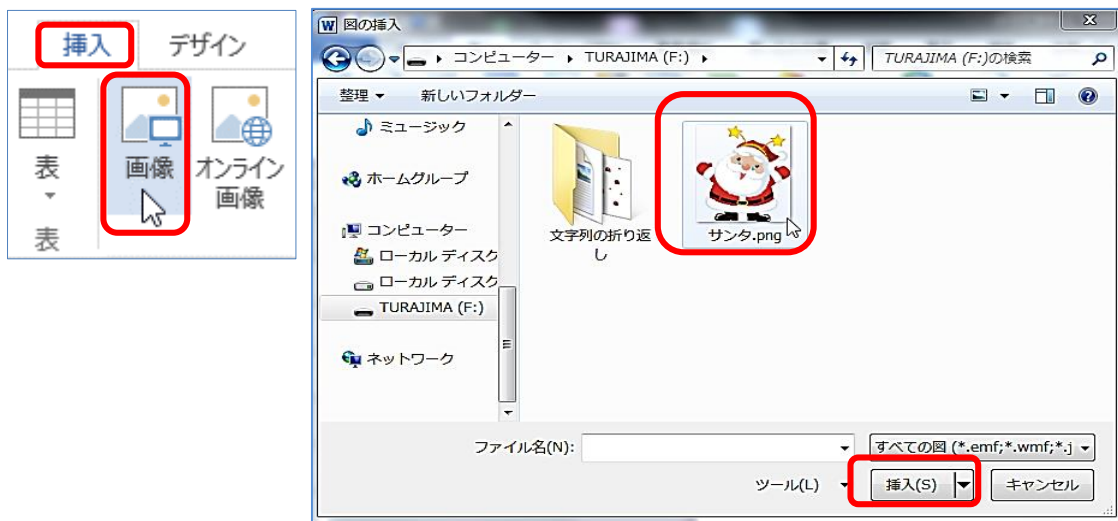 挿入 デザイン
表
画像
オンライン
画像
表
図の挿入
コンピューター TURAJIMA (F:)
TURAJIMA (F:)の検索
整理 新しいフォルダー
ミュージック
ホームグループ
コンピューター
ローカル ディスク
ローカル ディスク
TURAJIMA (F:)
ネットワーク
文字列の折り返
し
サンタ.png
ファイル名(N):
すべての図 (*.emf;*.wmf;*.j
ツール(L) 挿入(S) キャンセル